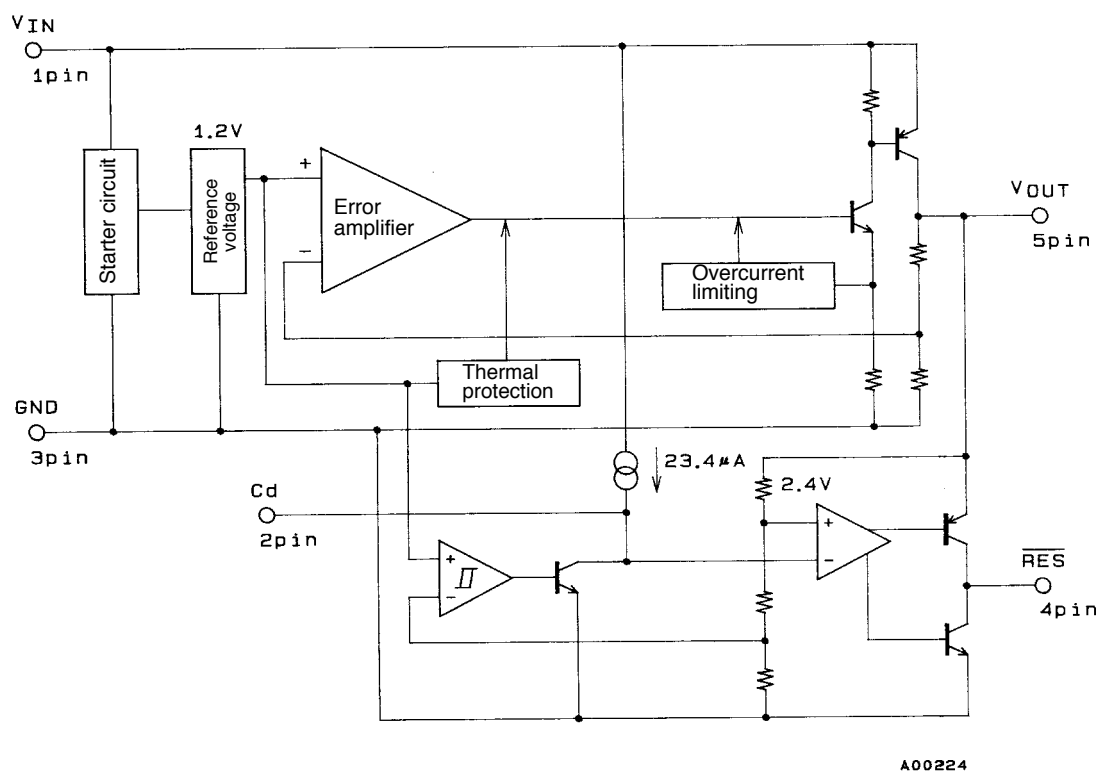 VIN
1pin
1.2V
Starter circuit
Reference
voltage
+
−
Error
amplifier
VOUT
5pin
Overcurrent
limiting
Thermal
protection
GND
3pin
23.4μA
2.4V
Cd
2pin
+
−
+
−
RES
4pin
A00224